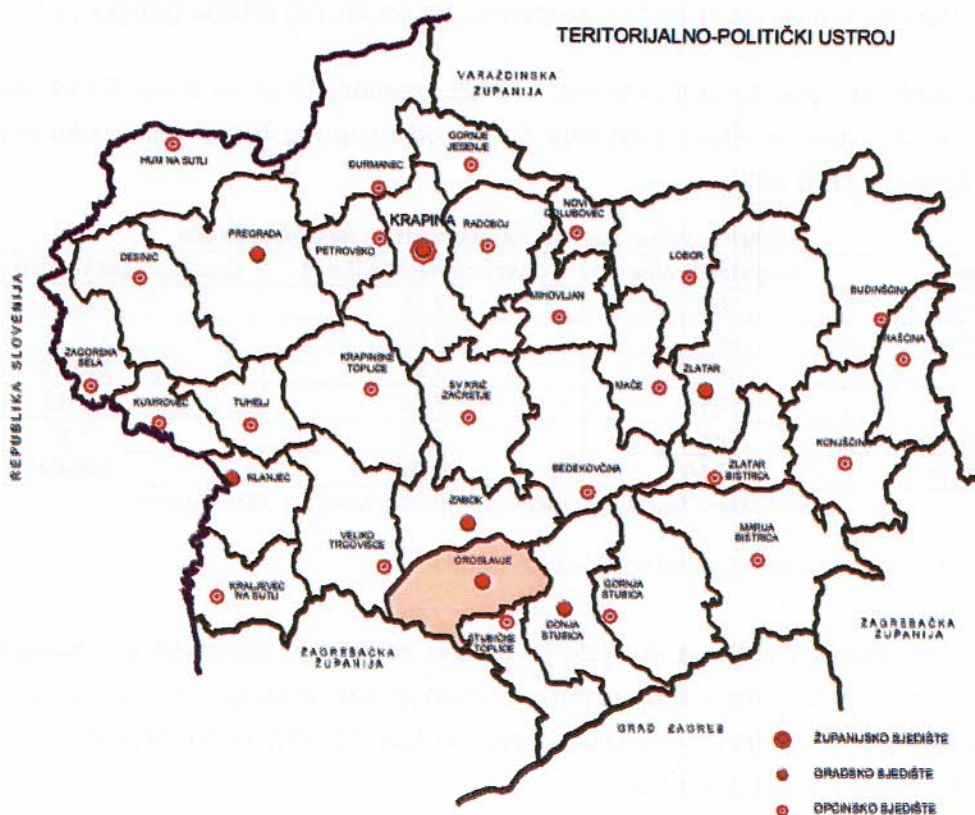 TERITORIJALNO-POLITIČKI USTROJ
VARAŽDINSKA
ŽUPANIJA
HUM NA SUTLI
ĐURMANEC
GORNJE
JESENJE
DESINIĆ
PREGRADA
PETROVSKO
KRAPINA
RADOBOJ
NOVI
GOLUBOVEC
LOBOR
BUDINŠĆINA
MIHOVLJAN
HRAŠĆINA
REPUBLIKA SLOVENIJA
ZAGORSKA
SELA
KUMROVEC
TUHELJ
KRAPINSKE
TOPLICE
SV KRIŽ
ZAČRETJE
MAČE
ZLATAR
KONJŠČINA
KLANJEC
ZABOK
BEDEKOVČINA
ZLATAR
BISTRICA
VELIKO
TRGOVIŠĆE
OROSLAVJE
MARIJA
BISTRICA
KRALJEVEC
NA SUTLI
STUBIČKE
TOPLICE
DONJA
STUBICA
GORNJA
STUBICA
ZAGREBAČKA
ŽUPANIJA
ZAGREBAČKA
ŽUPANIJA
GRAD ZAGREB
ŽUPANIJSKO SJEDIŠTE
GRADSKO SJEDIŠTE
OPĆINSKO SJEDIŠTE